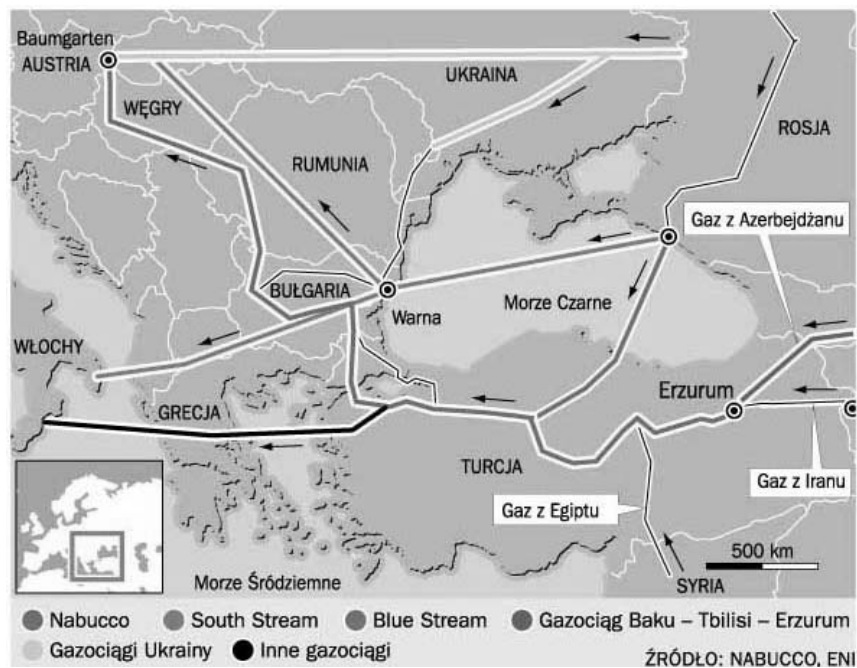 Baumgarten
AUSTRIA
UKRAINA
WĘGRY
ROSJA
RUMUNIA
Gaz z Azerbejdżanu
BUŁGARIA
Warna
Morze Czarne
WŁOCHY
Erzurum
GRECJA
TURCJA
Gaz z Iranu
Gaz z Egiptu
500 km
Morze Śródziemne
SYRIA
Nabucco South Stream Blue Stream Gazociąg Baku – Tbilisi – Erzurum
Gazociągi Ukrainy Inne gazociągi
ŹRÓDŁO: NABUCCO, ENI